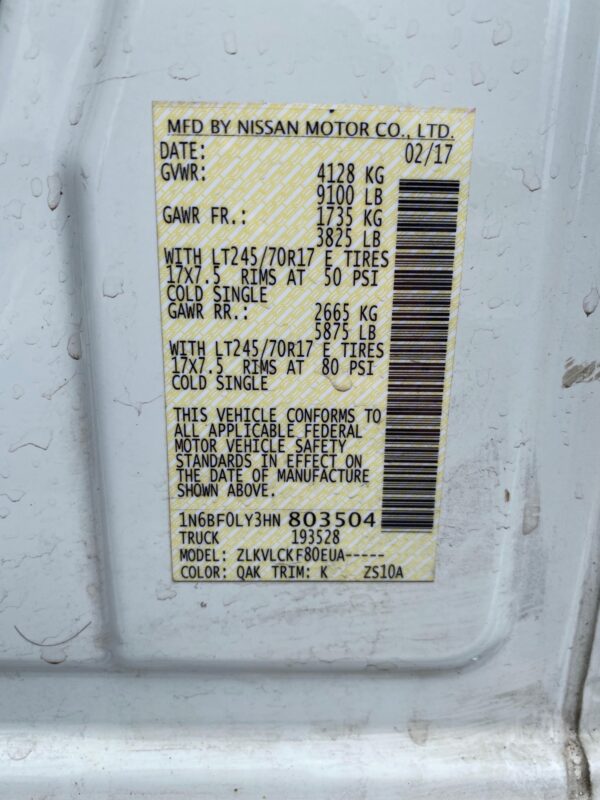 MFD BY NISSAN MOTOR CO., LTD.
DATE: 02/17
GVWR: 4128 KG
9100 LB
GAWR FR.: 1735 KG
3825 LB
WITH LT245/70R17 E TIRES
17X7.5 RIMS AT 50 PSI
COLD SINGLE
GAWR RR.: 2665 KG
5875 LB
WITH LT245/70R17 E TIRES
17X7.5 RIMS AT 80 PSI
COLD SINGLE
THIS VEHICLE CONFORMS TO
ALL APPLICABLE FEDERAL
MOTOR VEHICLE SAFETY
STANDARDS IN EFFECT ON
THE DATE OF MANUFACTURE
SHOWN ABOVE.
1N6BF0LY3HN 803504
TRUCK 193528
MODEL: ZLKVLCKF80EUA-----
COLOR: QAK TRIM: K ZS10A